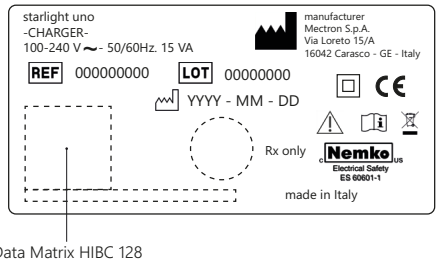 starlight uno
-CHARGER-
100-240 V ~ - 50/60Hz. 15 VA
manufacturer
Mectron S.p.A.
Via Loreto 15/A
16042 Carasco - GE - Italy
REF 000000000
LOT 00000000
YYYY - MM - DD
CE
Rx only
c Nemko US
Electrical Safety
ES 60601-1
made in Italy
Data Matrix HIBC 128